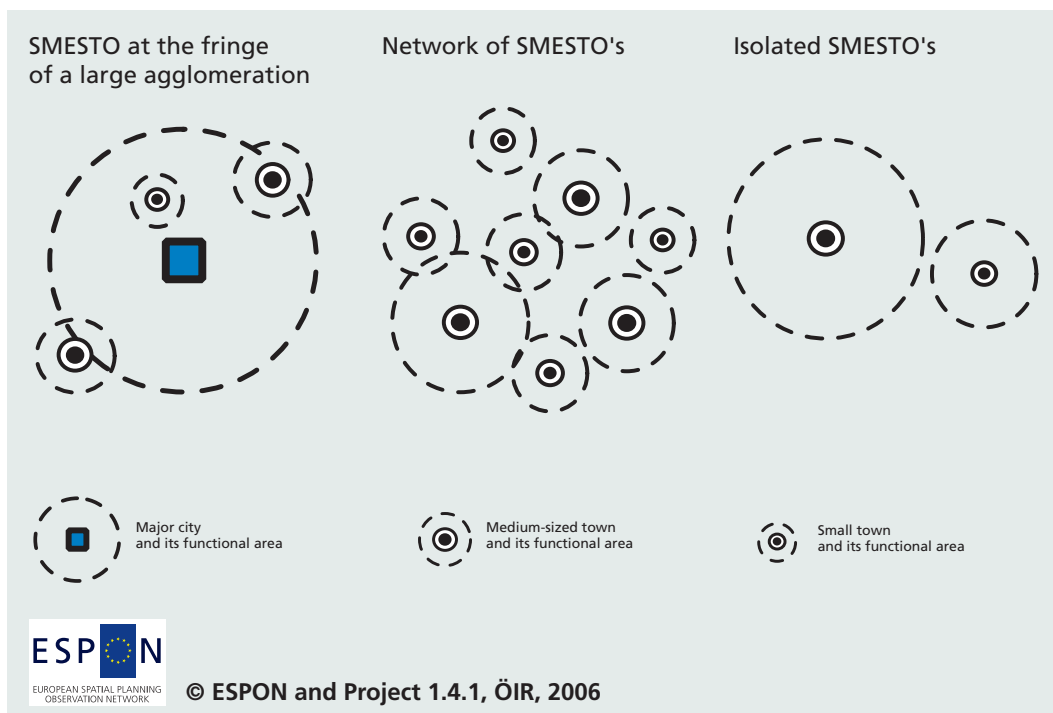 SMESTO at the fringe
of a large agglomeration
Network of SMESTO's
Isolated SMESTO's
Major city
and its functional area
Medium-sized town
and its functional area
Small town
and its functional area
ESPON
EUROPEAN SPATIAL PLANNING
OBSERVATION NETWORK
© ESPON and Project 1.4.1, ÖIR, 2006